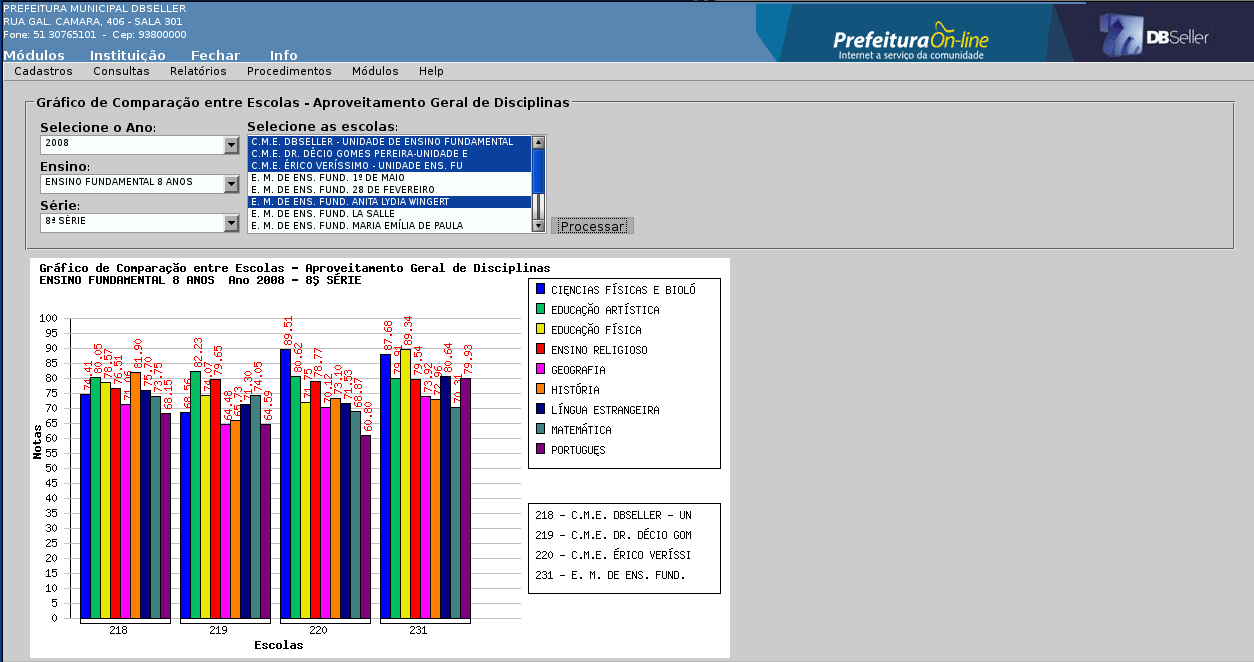 PREFEITURA MUNICIPAL DBSELLER
RUA GAL. CAMARA, 406 - SALA 301
Fone: 51 30765101 - Cep: 93800000
Módulos Instituição Fechar Info
Prefeitura On-line
Internet a serviço da comunidade
DBSeller
Cadastros Consultas Relatórios Procedimentos Módulos Help
Gráfico de Comparação entre Escolas - Aproveitamento Geral de Disciplinas
Selecione o Ano:
2008
Ensino:
ENSINO FUNDAMENTAL 8 ANOS
Série:
8ª SÉRIE
Selecione as escolas:
C.M.E. DBSELLER - UNIDADE DE ENSINO FUNDAMENTAL
C.M.E. DR. DÉCIO GOMES PEREIRA-UNIDADE E
C.M.E. ÉRICO VERÍSSIMO - UNIDADE ENS. FU
E. M. DE ENS. FUND. 1º DE MAIO
E. M. DE ENS. FUND. 28 DE FEVEREIRO
E. M. DE ENS. FUND. ANITA LYDIA WINGERT
E. M. DE ENS. FUND. LA SALLE
E. M. DE ENS. FUND. MARIA EMÍLIA DE PAULA
Processar
Gráfico de Comparação entre Escolas - Aproveitamento Geral de Disciplinas
ENSINO FUNDAMENTAL 8 ANOS Ano 2008 - 8ş SÉRIE
Notas
100
95
90
85
80
75
70
65
60
55
50
45
40
35
30
25
20
15
10
5
0
74.41 80.05 78.57 76.51 81.90 75.70 73.75 68.15
68.56 82.23 74.07 79.65 64.48 65.73 71.30 74.05 64.59
89.51 80.62 71.75 78.77 70.12 73.10 71.53 68.87 60.80
87.68 79.91 89.34 79.54 73.92 72.96 80.64 70.31 79.93
218 219 220 231
Escolas
CIENCIAS FÍSICAS E BIOLÓ
EDUCAÇÃO ARTÍSTICA
EDUCAÇÃO FÍSICA
ENSINO RELIGIOSO
GEOGRAFIA
HISTÓRIA
LÍNGUA ESTRANGEIRA
MATEMÁTICA
PORTUGUES
218 - C.M.E. DBSELLER - UN
219 - C.M.E. DR. DÉCIO GOM
220 - C.M.E. ÉRICO VERÍSSI
231 - E. M. DE ENS. FUND.